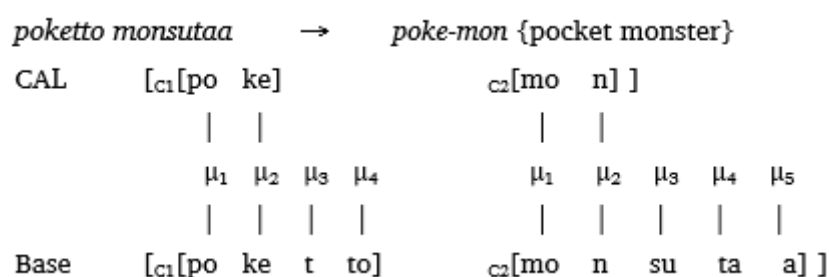 poketto monsutaa → poke-mon {pocket monster}
CAL [C1[po ke] C2[mo n] ]
| | | |
μ1 μ2 μ3 μ4 μ1 μ2 μ3 μ4 μ5
| | | | | | | | |
Base [C1[po ke t to] C2[mo n su ta a] ]